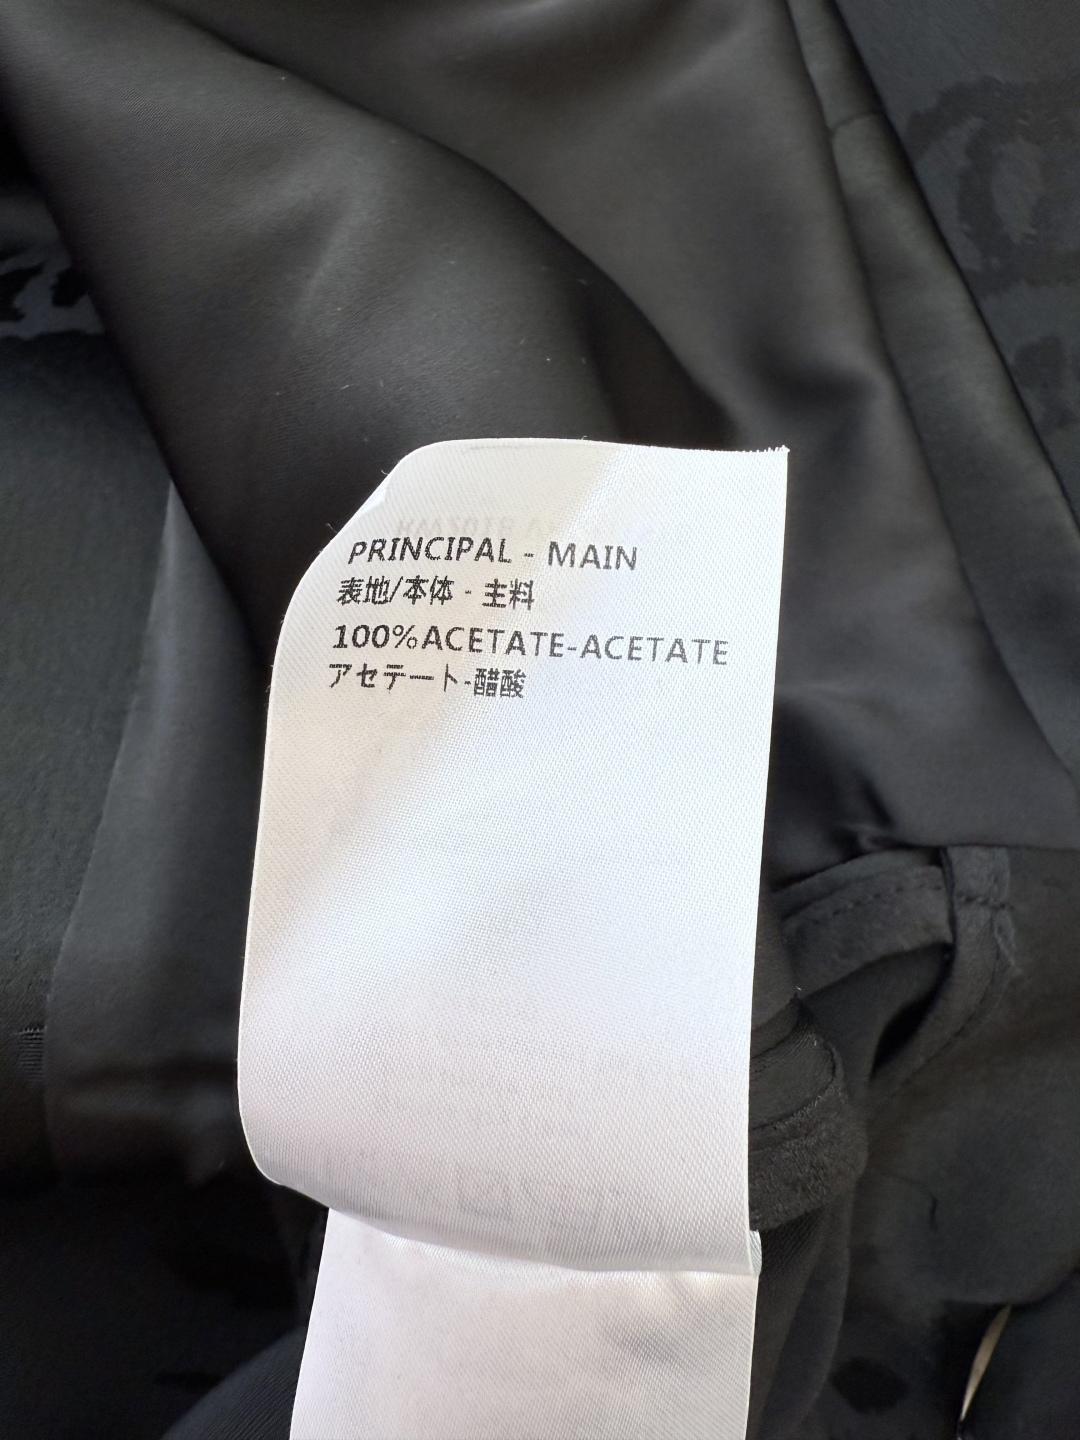 PRINCIPAL - MAIN
表地/本体 - 主料
100%ACETATE-ACETATE
アセテート-醋酸